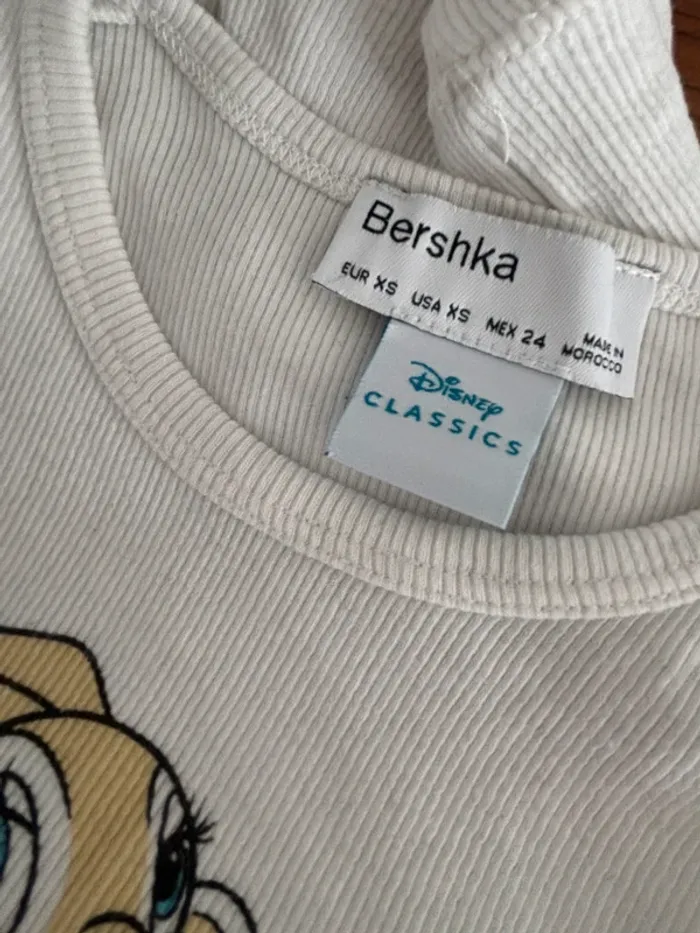 Bershka
EUR XS USA XS MEX 24 MADE IN
MOROCCO
Disney
CLASSICS